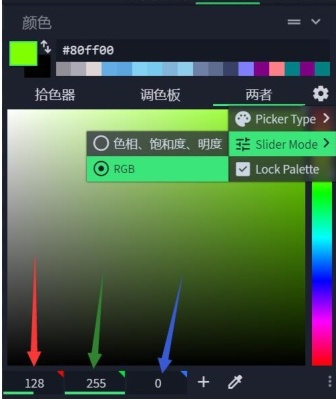 颜色
#80ff00
拾色器 调色板 两者
Picker Type
色相、饱和度、明度 Slider Mode
RGB Lock Palette
128 255 0